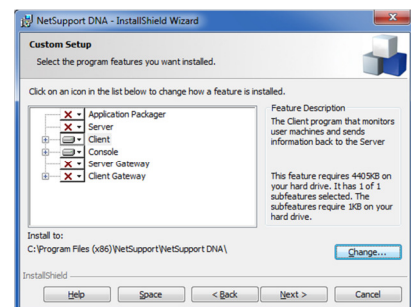 NetSupport DNA - InstallShield Wizard
Custom Setup
Select the program features you want installed.
Click on an icon in the list below to change how a feature is installed.
Application Packager
Server
Client
Console
Server Gateway
Client Gateway
Feature Description
The Client program that monitors
user machines and sends
information back to the Server
This feature requires 4405KB on
your hard drive. It has 1 of 1
subfeatures selected. The
subfeatures require 1KB on your
hard drive.
Install to:
C:\Program Files (x86)\NetSupport\NetSupport DNA\
Change...
InstallShield
Help
Space
< Back
Next >
Cancel